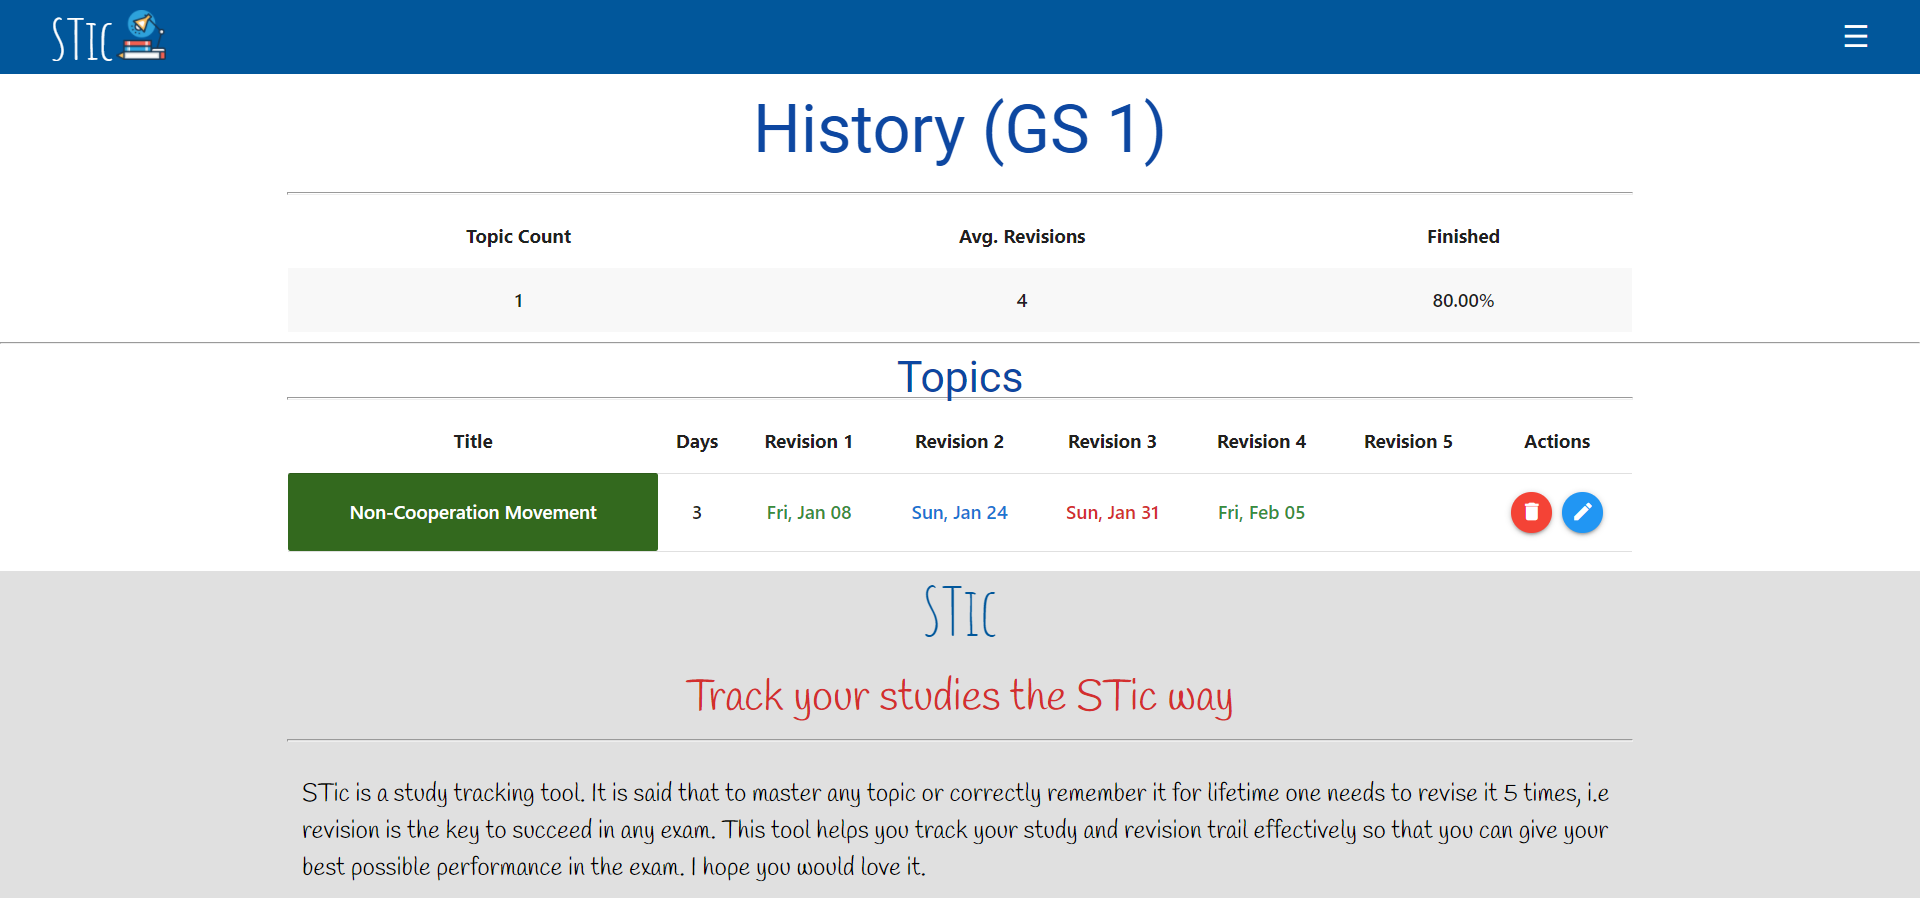 STic
History (GS 1)
Topic Count Avg. Revisions Finished
1 4 80.00%
Topics
Title Days Revision 1 Revision 2 Revision 3 Revision 4 Revision 5 Actions
Non-Cooperation Movement 3 Fri, Jan 08 Sun, Jan 24 Sun, Jan 31 Fri, Feb 05
STic
Track your studies the STic way
STic is a study tracking tool. It is said that to master any topic or correctly remember it for lifetime one needs to revise it 5 times, i.e
revision is the key to succeed in any exam. This tool helps you track your study and revision trail effectively so that you can give your
best possible performance in the exam. I hope you would love it.